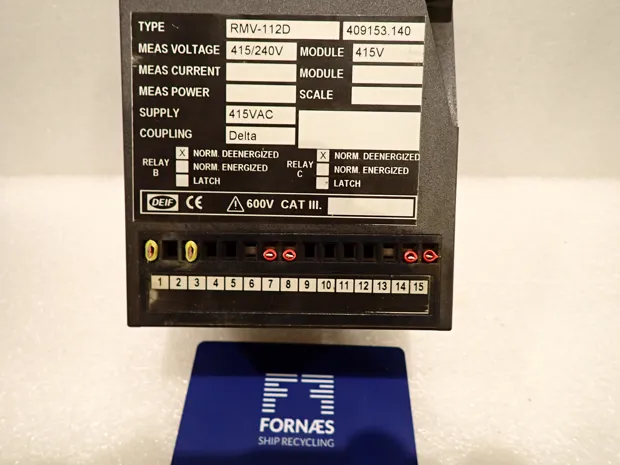 TYPE RMV-112D 409153.140
MEAS VOLTAGE 415/240V MODULE 415V
MEAS CURRENT MODULE
MEAS POWER SCALE
SUPPLY 415VAC
COUPLING Delta
RELAY B X NORM. DEENERGIZED RELAY C X NORM. DEENERGIZED
NORM. ENERGIZED NORM. ENERGIZED
LATCH LATCH
DEIF CE 600V CAT III.
1 2 3 4 5 6 7 8 9 10 11 12 13 14 15
FORNÆS
SHIP RECYCLING